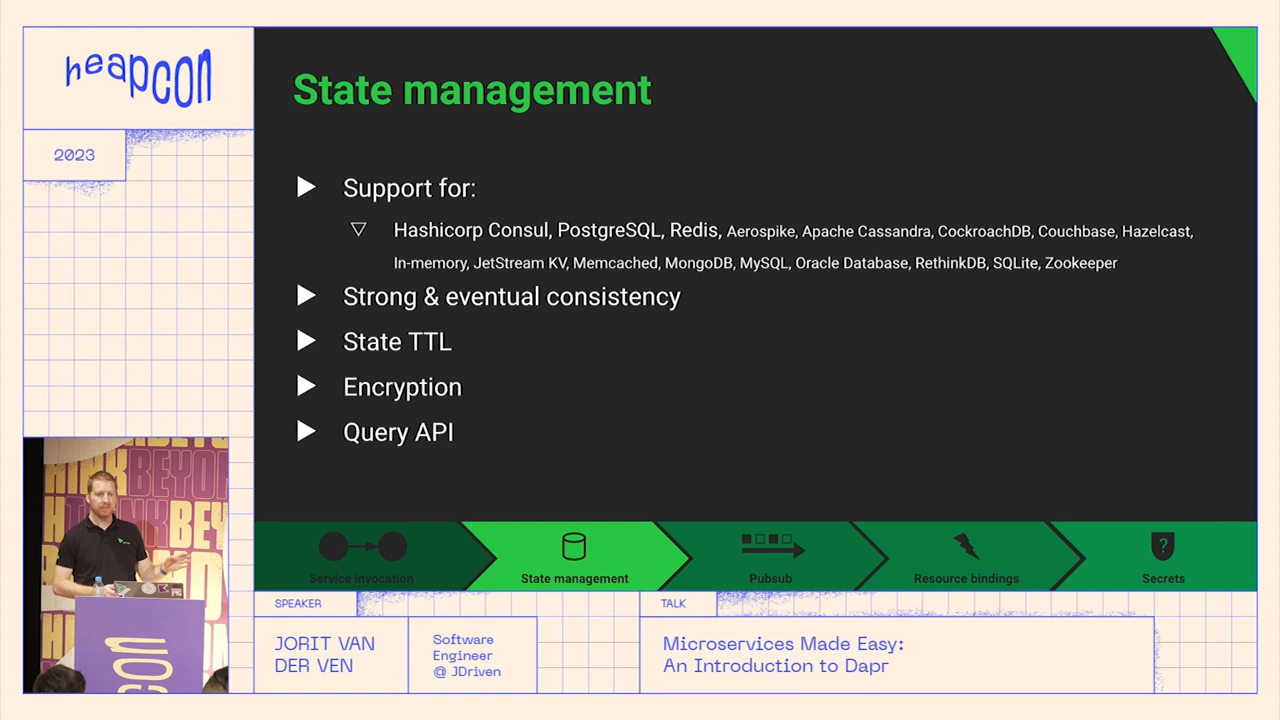 heapcon
2023
State management
Support for:
Hashicorp Consul, PostgreSQL, Redis, Aerospike, Apache Cassandra, CockroachDB, Couchbase, Hazelcast,
In-memory, JetStream KV, Memcached, MongoDB, MySQL, Oracle Database, RethinkDB, SQLite, Zookeeper
Strong & eventual consistency
State TTL
Encryption
Query API
Service invocation
State management
Pubsub
Resource bindings
? Secrets
SPEAKER
JORIT VAN
DER VEN
Software
Engineer
@ JDriven
TALK
Microservices Made Easy:
An Introduction to Dapr
THINK BEYOND
con